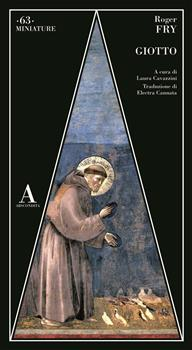 ·63·
MINIATURE
Roger
FRY
GIOTTO
A cura di
Laura Cavazzini
Traduzione di
Electra Cannata
A
ABSCONDITA